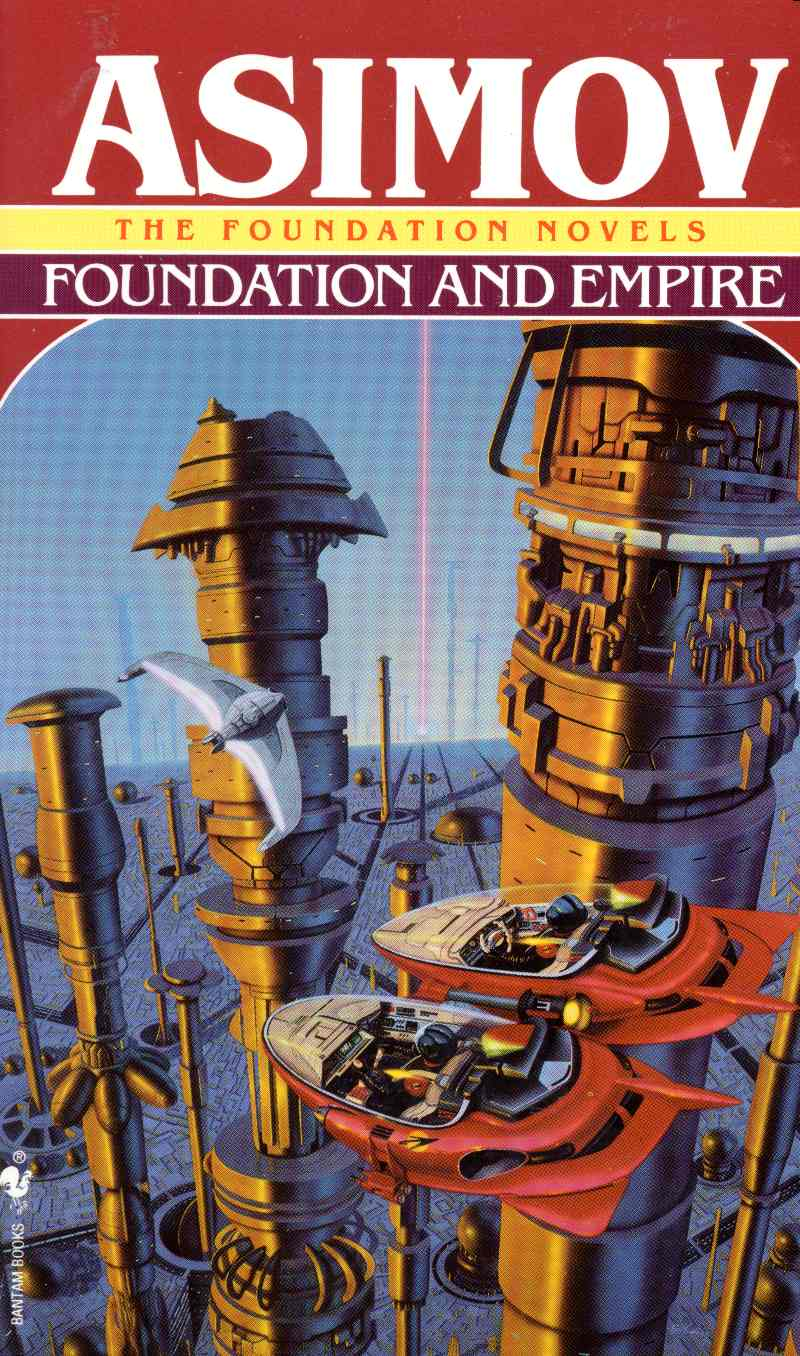 ASIMOV
THE FOUNDATION NOVELS
FOUNDATION AND EMPIRE
BANTAM BOOKS ®